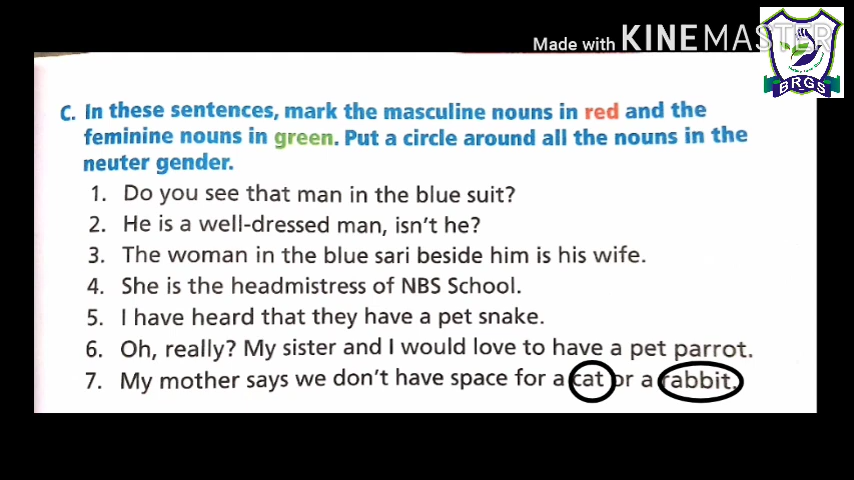 Made with KINEMASTER
BRGS
C. In these sentences, mark the masculine nouns in red and the
feminine nouns in green. Put a circle around all the nouns in the
neuter gender.
1. Do you see that man in the blue suit?
2. He is a well-dressed man, isn't he?
3. The woman in the blue sari beside him is his wife.
4. She is the headmistress of NBS School.
5. I have heard that they have a pet snake.
6. Oh, really? My sister and I would love to have a pet parrot.
7. My mother says we don't have space for a cat or a rabbit.